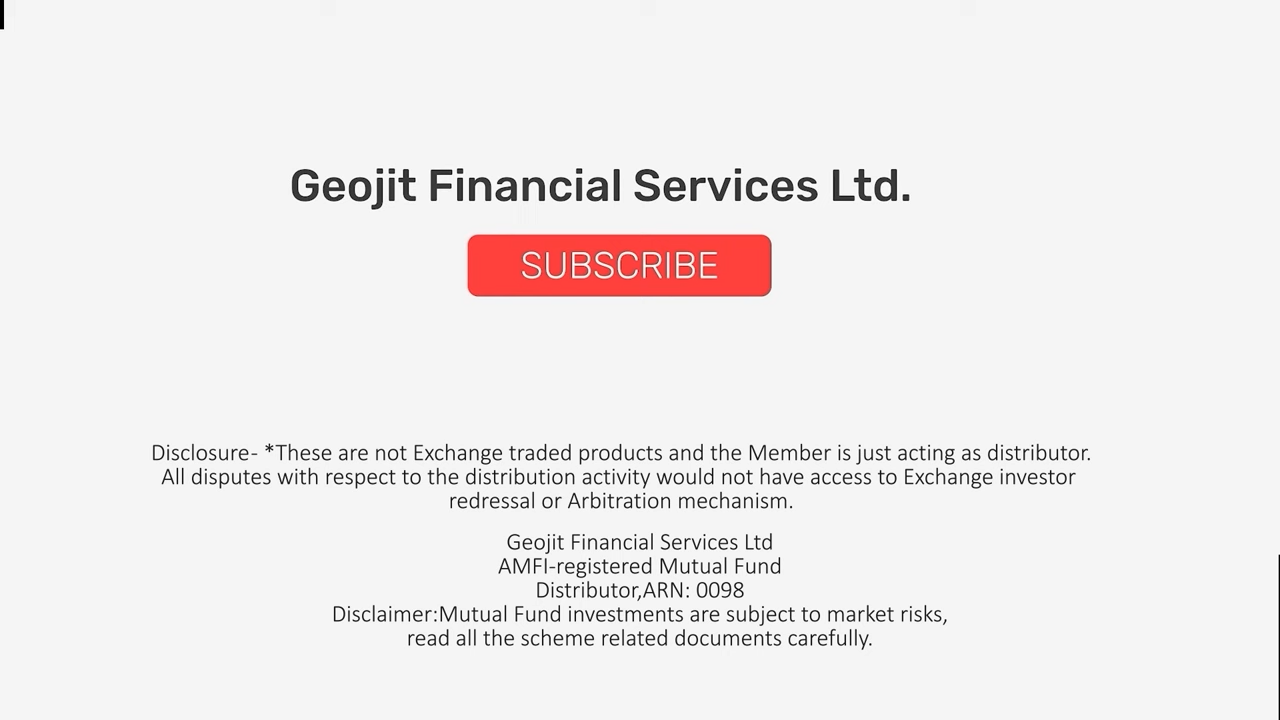 Geojit Financial Services Ltd.
SUBSCRIBE
Disclosure- *These are not Exchange traded products and the Member is just acting as distributor.
All disputes with respect to the distribution activity would not have access to Exchange investor
redressal or Arbitration mechanism.
Geojit Financial Services Ltd
AMFI-registered Mutual Fund
Distributor,ARN: 0098
Disclaimer:Mutual Fund investments are subject to market risks,
read all the scheme related documents carefully.